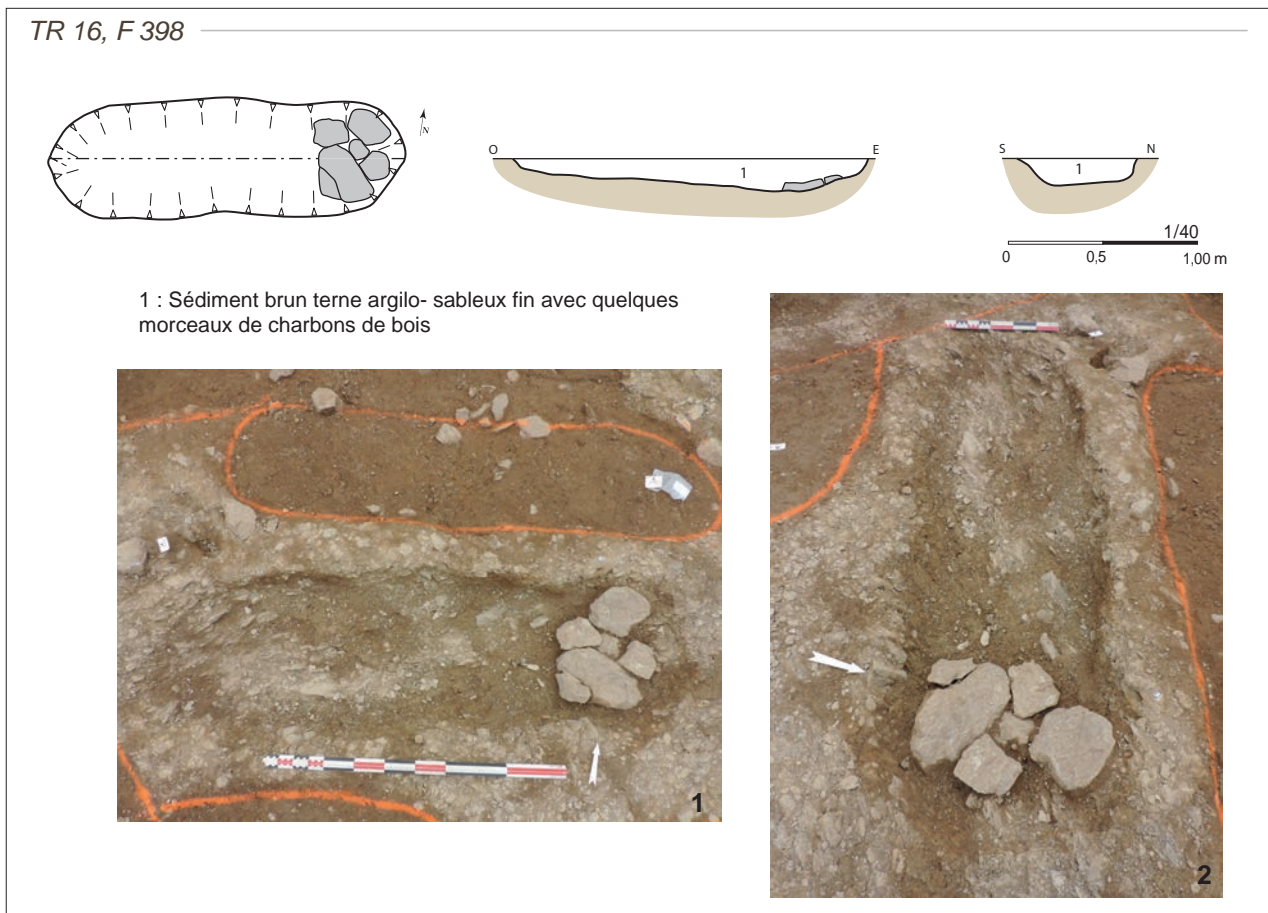 TR 16, F 398
N
O
E
1
S
N
1
1/40
0
0,5
1,00 m
1 : Sédiment brun terne argilo- sableux fin avec quelques
morceaux de charbons de bois
1
2